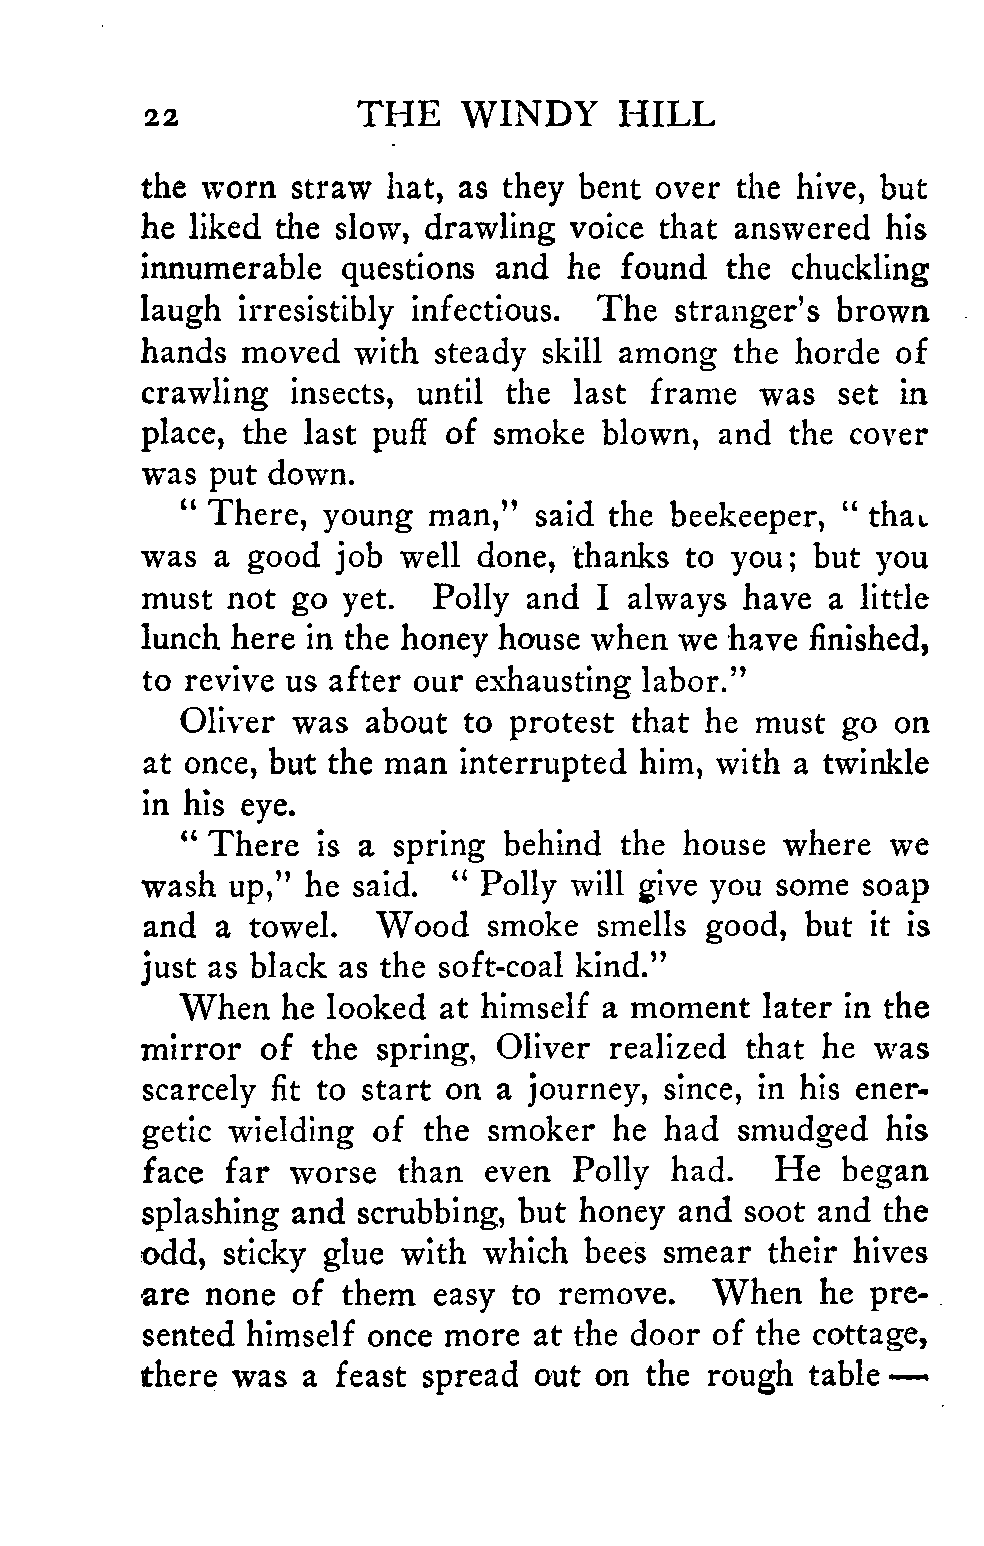 22 THE WINDY HILL
the worn straw hat, as they bent over the hive, but
he liked the slow, drawling voice that answered his
innumerable questions and he found the chuckling
laugh irresistibly infectious. The stranger's brown
hands moved with steady skill among the horde of
crawling insects, until the last frame was set in
place, the last puff of smoke blown, and the cover
was put down.
" There, young man," said the beekeeper, " that
was a good job well done, thanks to you; but you
must not go yet. Polly and I always have a little
lunch here in the honey house when we have finished,
to revive us after our exhausting labor."
Oliver was about to protest that he must go on
at once, but the man interrupted him, with a twinkle
in his eye.
" There is a spring behind the house where we
wash up," he said. " Polly will give you some soap
and a towel. Wood smoke smells good, but it is
just as black as the soft-coal kind."
When he looked at himself a moment later in the
mirror of the spring, Oliver realized that he was
scarcely fit to start on a journey, since, in his ener-
getic wielding of the smoker he had smudged his
face far worse than even Polly had. He began
splashing and scrubbing, but honey and soot and the
odd, sticky glue with which bees smear their hives
are none of them easy to remove. When he pre-
sented himself once more at the door of the cottage,
there was a feast spread out on the rough table —